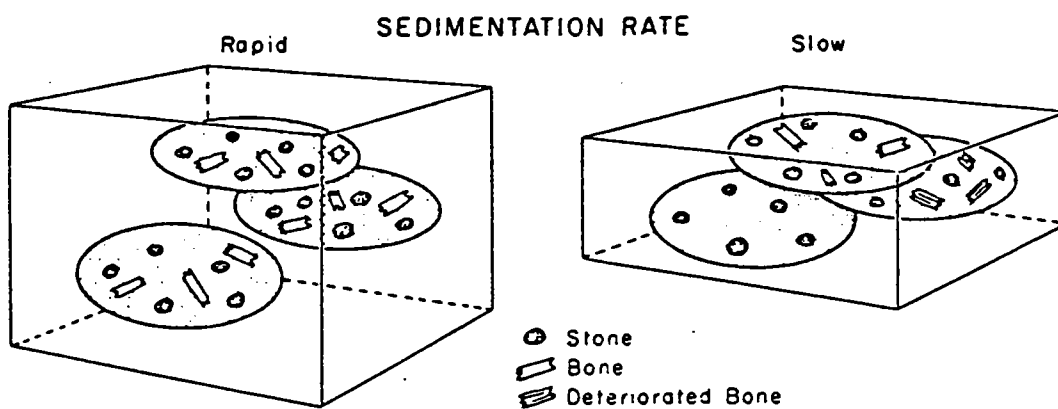 SEDIMENTATION RATE
Rapid
Slow
Stone
Bone
Deteriorated Bone